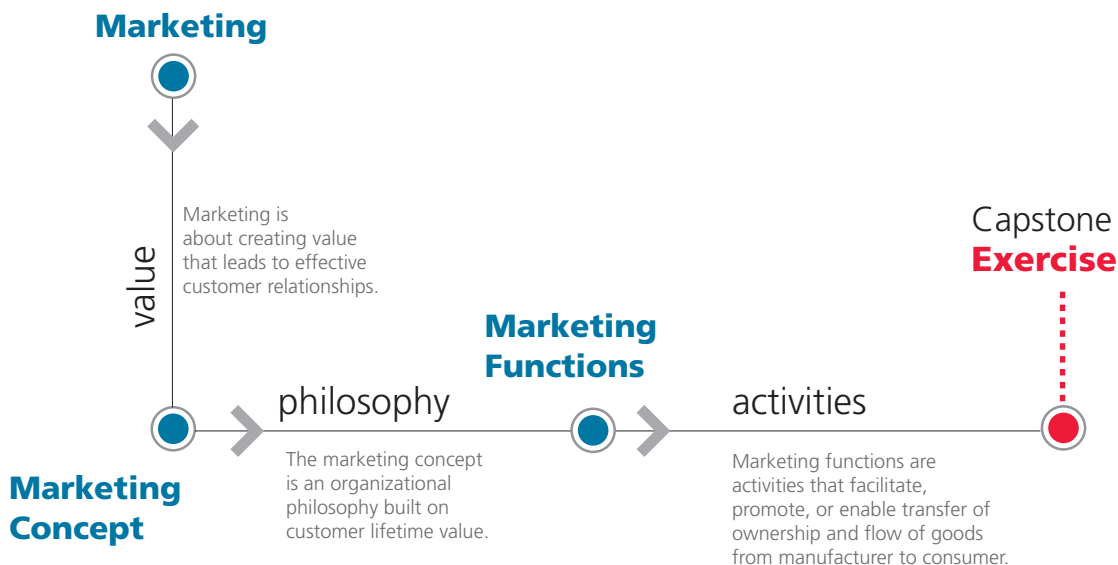 Marketing
value
Marketing is
about creating value
that leads to effective
customer relationships.
Marketing
Concept
philosophy
The marketing concept
is an organizational
philosophy built on
customer lifetime value.
Marketing
Functions
activities
Marketing functions are
activities that facilitate,
promote, or enable transfer of
ownership and flow of goods
from manufacturer to consumer.
Capstone
Exercise